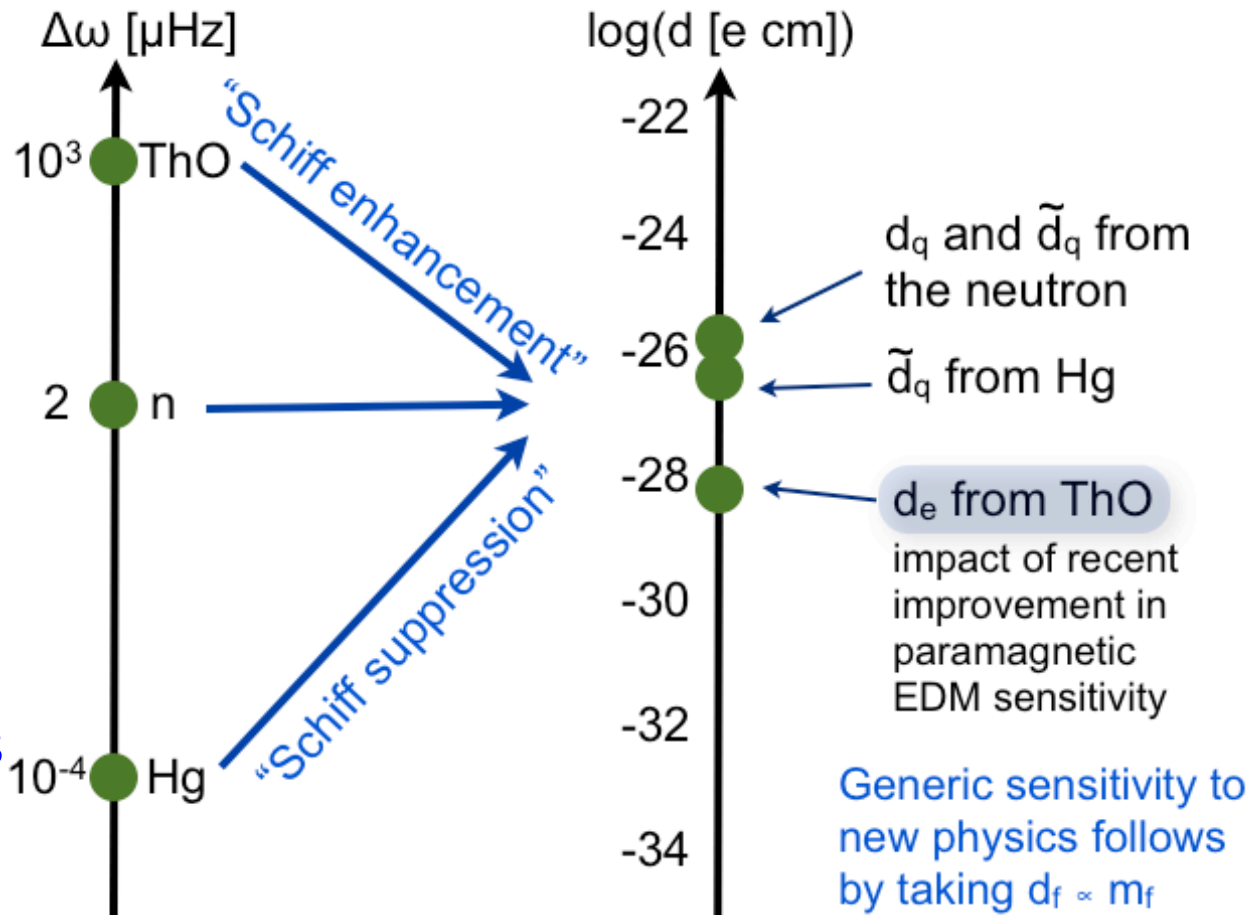 Δω [μHz]
10³ ThO
2 n
10⁻⁴ Hg
“Schiff enhancement”
“Schiff suppression”
log(d [e cm])
-22
-24
-26
-28
-30
-32
-34
d_q and d̃_q from
the neutron
d̃_q from Hg
d_e from ThO
impact of recent
improvement in
paramagnetic
EDM sensitivity
Generic sensitivity to
new physics follows
by taking d_f ∝ m_f